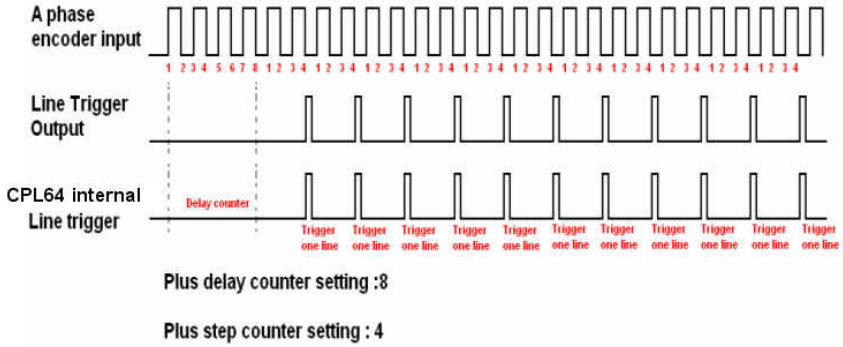 A phase
encoder input
1 2 3 4 5 6 7 8 1 2 3 4 1 2 3 4 1 2 3 4 1 2 3 4 1 2 3 4 1 2 3 4 1 2 3 4 1 2 3 4 1 2 3 4 1 2 3 4
Line Trigger
Output
CPL64 internal
Line trigger
Delay counter
Trigger Trigger Trigger Trigger Trigger Trigger Trigger Trigger Trigger Trigger Trigger
one line one line one line one line one line one line one line one line one line one line one line
Plus delay counter setting :8
Plus step counter setting : 4